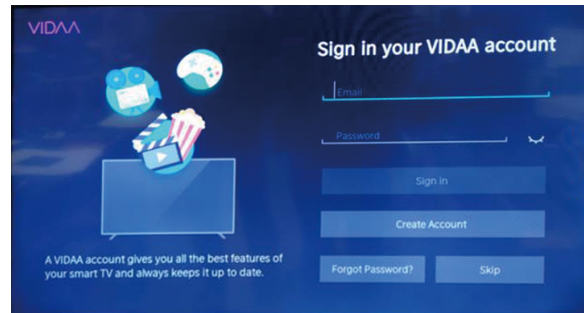 VIDAA
Sign in your VIDAA account
Email
Password
Sign In
Create Account
Forgot Password?
Skip
A VIDAA account gives you all the best features of
your smart TV and always keeps it up to date.